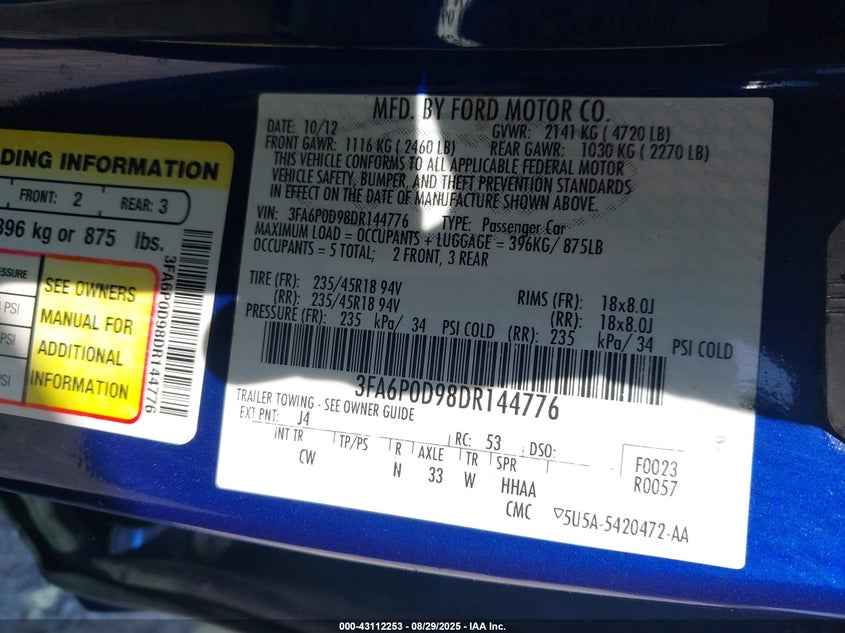 DING INFORMATION
FRONT: 2 REAR: 3
396 kg or 875 lbs.
ESSURE
PSI
PSI
PSI
SEE OWNERS
MANUAL FOR
ADDITIONAL
INFORMATION
3FA6P0D98DR144776
MFD. BY FORD MOTOR CO.
DATE: 10/12 GVWR: 2141 KG ( 4720 LB)
FRONT GAWR: 1116 KG ( 2460 LB) REAR GAWR: 1030 KG ( 2270 LB)
THIS VEHICLE CONFORMS TO ALL APPLICABLE FEDERAL MOTOR
VEHICLE SAFETY, BUMPER, AND THEFT PREVENTION STANDARDS
IN EFFECT ON THE DATE OF MANUFACTURE SHOWN ABOVE.
VIN: 3FA6P0D98DR144776 TYPE: Passenger Car
MAXIMUM LOAD = OCCUPANTS + LUGGAGE = 396KG/ 875LB
OCCUPANTS = 5 TOTAL; 2 FRONT, 3 REAR
TIRE (FR): 235/45R18 94V RIMS (FR): 18x8.0J
(RR): 235/45R18 94V (RR): 18x8.0J
PRESSURE (FR): 235 kPa/ 34 PSI COLD (RR): 235 kPa/ 34 PSI COLD
3FA6P0D98DR144776
TRAILER TOWING - SEE OWNER GUIDE
EXT PNT: J4 RC: 53 DSO:
INT TR TP/PS R AXLE TR SPR
CW N 33 W HHAA
CMC
F0023
R0057
▽5U5A-5420472-AA
000-43112253 - 08/29/2025 - IAA Inc.